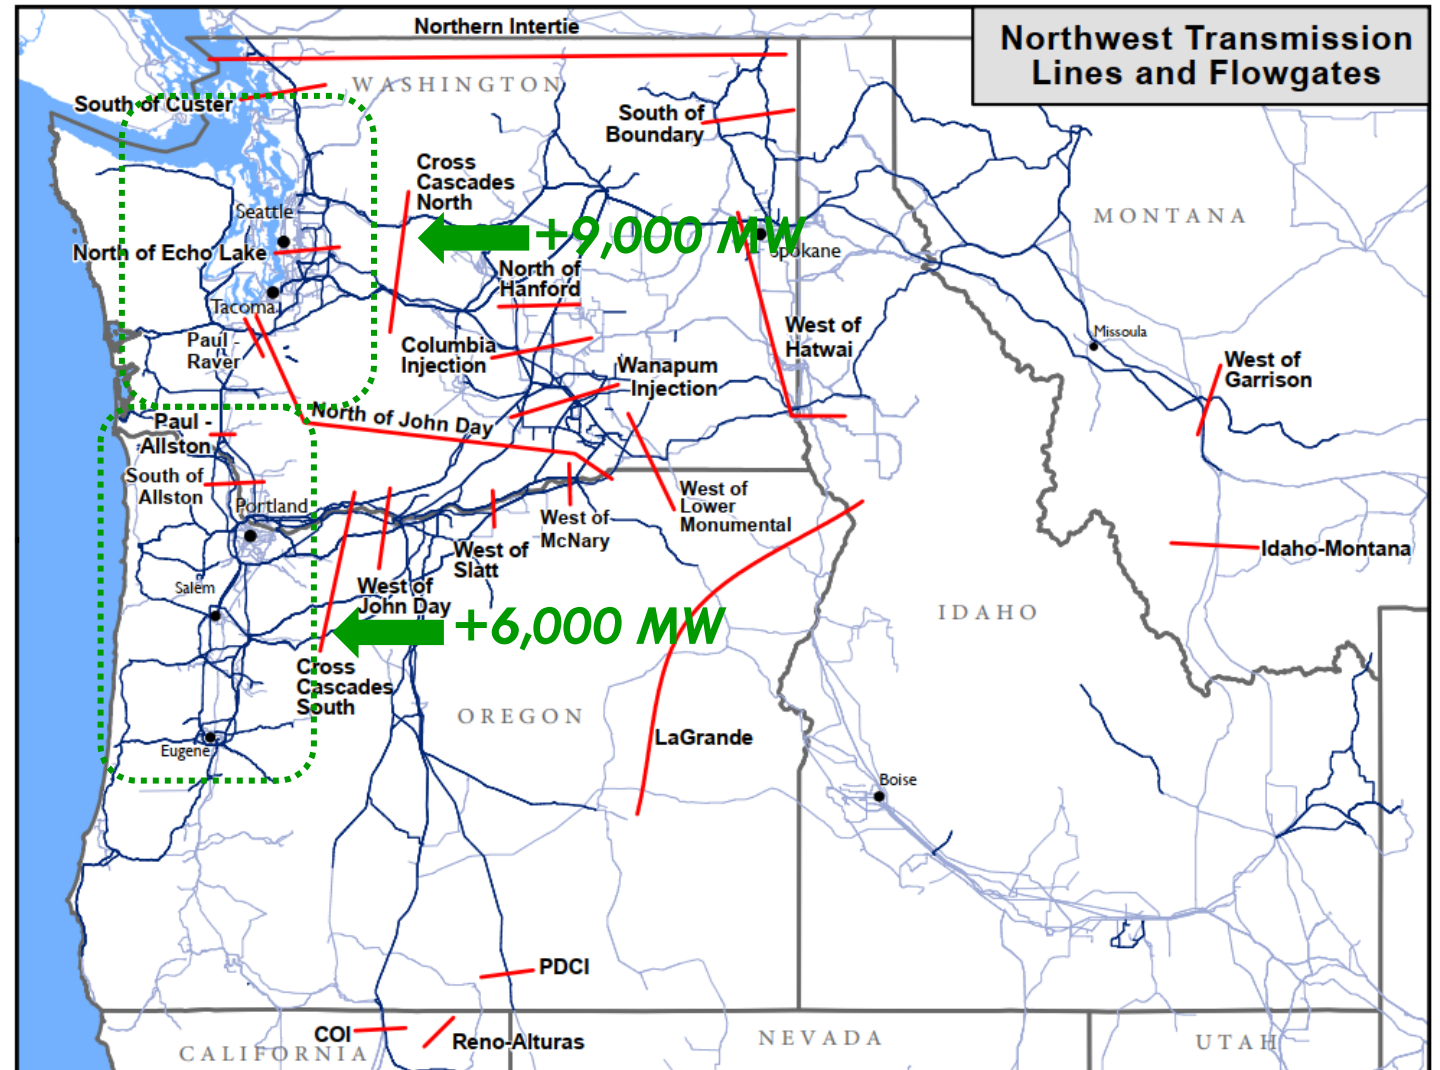 Northern Intertie
Northwest Transmission
Lines and Flowgates
WASHINGTON
South of Custer
South of
Boundary
Cross
Cascades
North
MONTANA
Seattle
+9,000 MW
North of Echo Lake
Spokane
North of
Hanford
Tacoma
Paul -
Raver
Columbia
Injection
West of
Hatwai
Missoula
Wanapum
Injection
West of
Garrison
North of John Day
Paul -
Allston
South of
Allston
Portland
West of
Lower
Monumental
West of
McNary
West of
Slatt
Idaho-Montana
Salem
West of
John Day
IDAHO
+6,000 MW
Cross
Cascades
South
OREGON
LaGrande
Eugene
Boise
PDCI
COI
Reno-Alturas
CALIFORNIA
NEVADA
UTAH